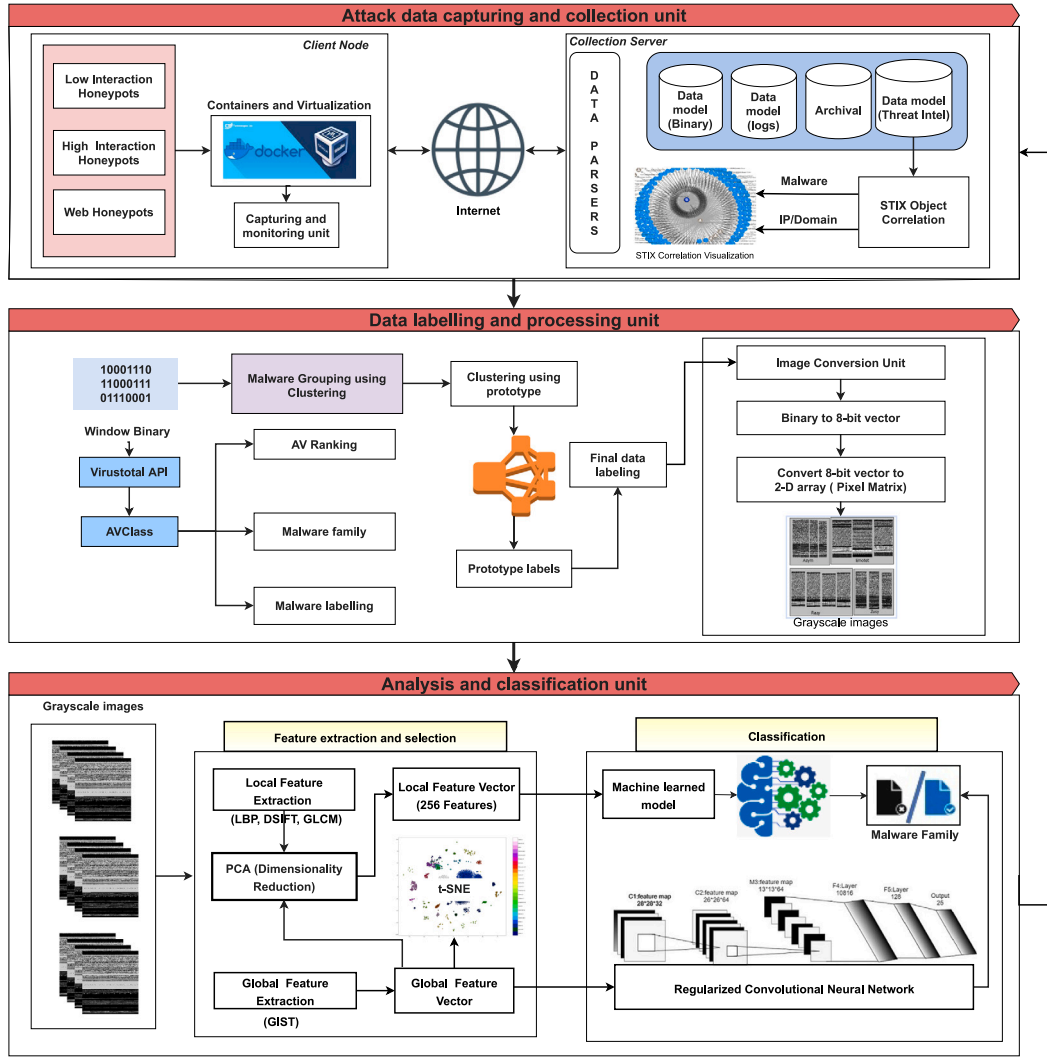 Attack data capturing and collection unit
Client Node
Low Interaction
Honeypots
High Interaction
Honeypots
Web Honeypots
Containers and Virtualization
docker
Capturing and
monitoring unit
Internet
Collection Server
D
A
T
A
P
A
R
S
E
R
S
Data
model
(Binary)
Data
model
(logs)
Archival
Data model
(Threat Intel)
Malware
IP/Domain
STIX Object
Correlation
STIX Correlation Visualization
Data labelling and processing unit
10001110
11000111
01110001
Window Binary
Virustotal API
AVClass
Malware Grouping using
Clustering
AV Ranking
Malware family
Malware labelling
Clustering using
prototype
Prototype labels
Final data
labeling
Image Conversion Unit
Binary to 8-bit vector
Convert 8-bit vector to
2-D array ( Pixel Matrix)
Grayscale images
Analysis and classification unit
Grayscale images
Feature extraction and selection
Local Feature
Extraction
(LBP, DSIFT, GLCM)
Local Feature Vector
(256 Features)
PCA (Dimensionality
Reduction)
t-SNE
Global Feature
Extraction
(GIST)
Global Feature
Vector
Classification
Machine learned
model
Malware Family
C1:feature map
28*28*32
C2:feature map
26*26*64
M3:feature map
13*13*64
F4:Layer
10816
F5:Layer
128
Output
25
Regularized Convolutional Neural Network